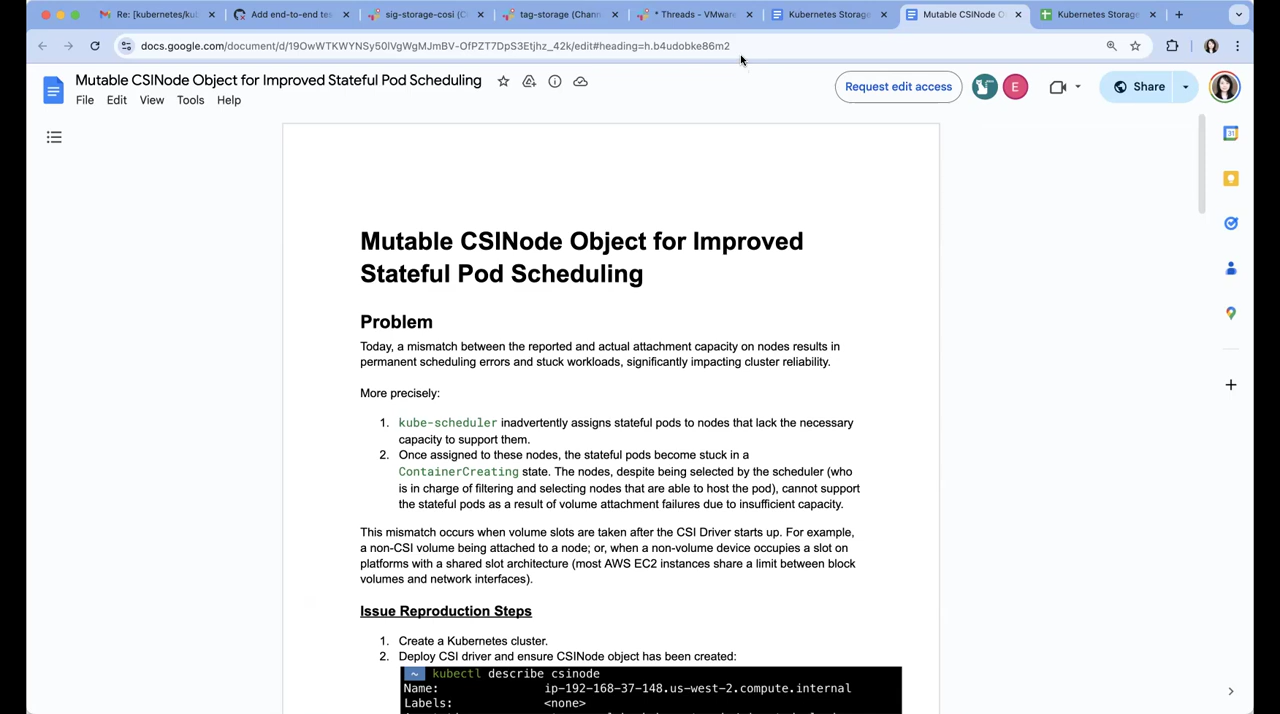 Re: [kubernetes/kul
Add end-to-end tes
sig-storage-cosi (C
tag-storage (Chann
* Threads - VMware
Kubernetes Storage
Mutable CSINode O
Kubernetes Storage
docs.google.com/document/d/19OwWTKWYNSy50lVgWgMJmBV-OfPZT7DpS3Etjhz_42k/edit#heading=h.b4udobke86m2
Mutable CSINode Object for Improved Stateful Pod Scheduling
File Edit View Tools Help
Request edit access
E
Share
Mutable CSINode Object for Improved
Stateful Pod Scheduling
Problem
Today, a mismatch between the reported and actual attachment capacity on nodes results in
permanent scheduling errors and stuck workloads, significantly impacting cluster reliability.
More precisely:
1. kube-scheduler inadvertently assigns stateful pods to nodes that lack the necessary
capacity to support them.
2. Once assigned to these nodes, the stateful pods become stuck in a
ContainerCreating state. The nodes, despite being selected by the scheduler (who
is in charge of filtering and selecting nodes that are able to host the pod), cannot support
the stateful pods as a result of volume attachment failures due to insufficient capacity.
This mismatch occurs when volume slots are taken after the CSI Driver starts up. For example,
a non-CSI volume being attached to a node; or, when a non-volume device occupies a slot on
platforms with a shared slot architecture (most AWS EC2 instances share a limit between block
volumes and network interfaces).
Issue Reproduction Steps
1. Create a Kubernetes cluster.
2. Deploy CSI driver and ensure CSINode object has been created:
~ kubectl describe csinode
Name: ip-192-168-37-148.us-west-2.compute.internal
Labels: <none>